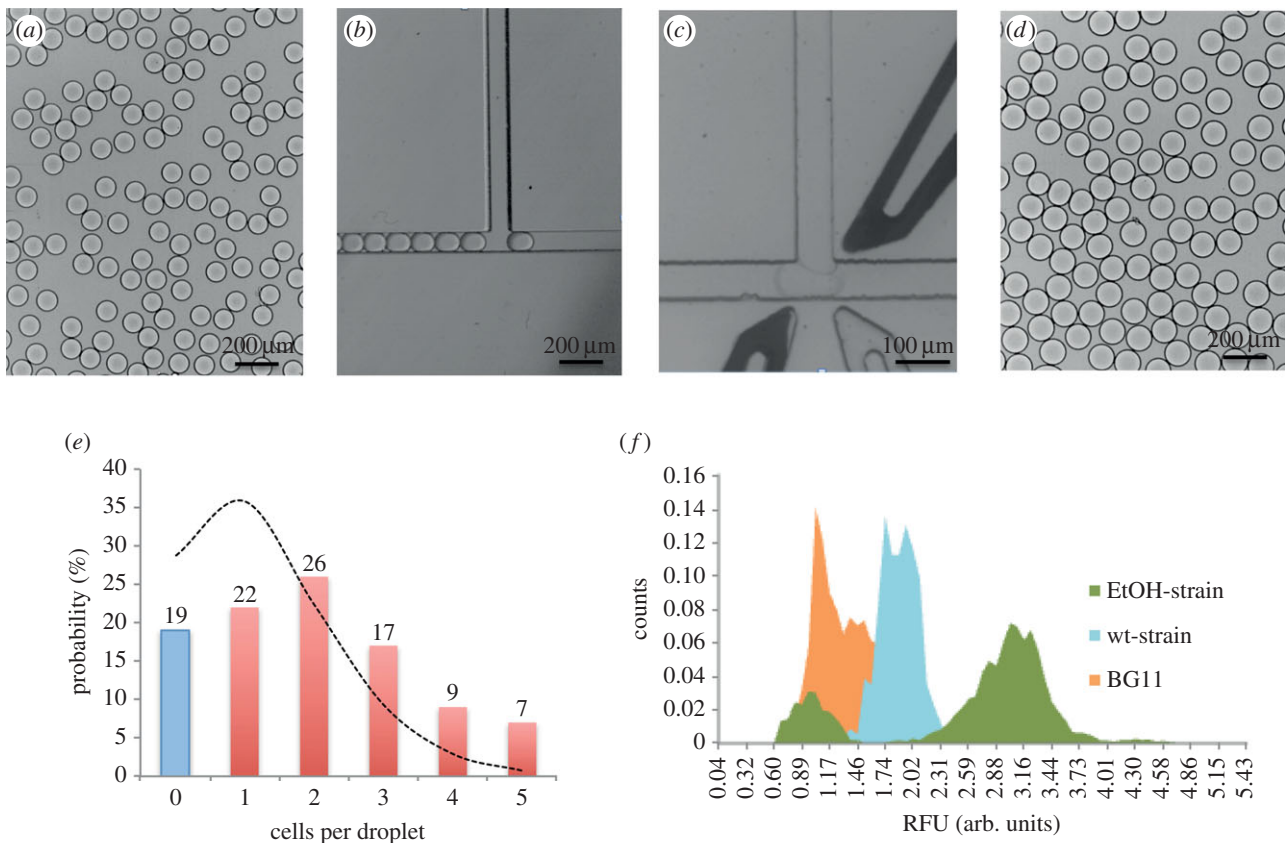 (a)
(b)
(c)
(d)
200 µm
200 µm
100 µm
200 µm
(e)
40
35
30
25
20
15
10
5
0
probability (%)
19
22
26
17
9
7
0 1 2 3 4 5
cells per droplet
(f)
0.16
0.14
0.12
0.10
0.08
0.06
0.04
0.02
0
counts
EtOH-strain
wt-strain
BG11
0.04 0.32 0.60 0.89 1.17 1.46 1.74 2.02 2.31 2.59 2.88 3.16 3.44 3.73 4.01 4.30 4.58 4.86 5.15 5.43
RFU (arb. units)